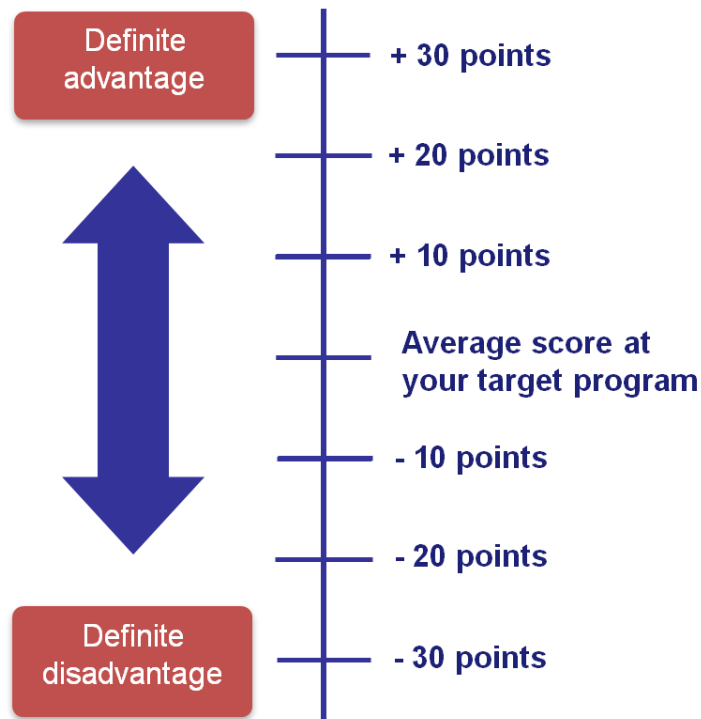 Definite
advantage
+ 30 points
+ 20 points
+ 10 points
Average score at
your target program
- 10 points
- 20 points
Definite
disadvantage
- 30 points